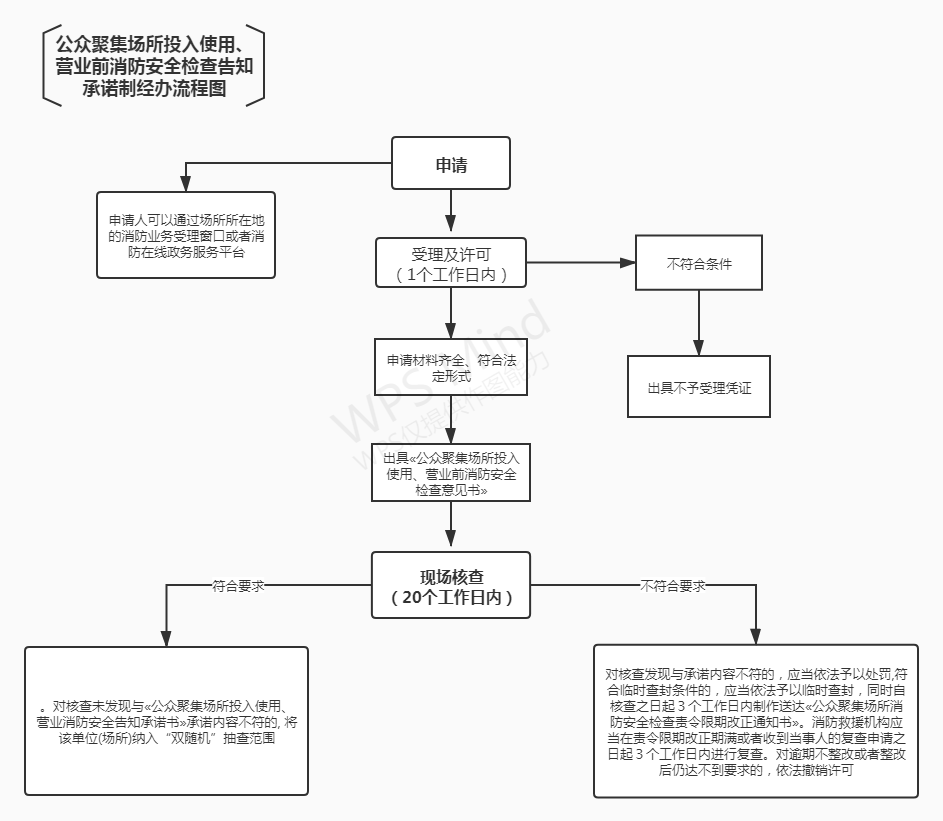 公众聚集场所投入使用、
营业前消防安全检查告知
承诺制经办流程图
申请
申请人可以通过场所所在地
的消防业务受理窗口或者消
防在线政务服务平台
受理及许可
（1个工作日内）
不符合条件
出具不予受理凭证
申请材料齐全、符合法
定形式
出具«公众聚集场所投入
使用、营业前消防安全
检查意见书»
WPS Mind
WPS仅提供作图能力
现场核查
（20个工作日内）
符合要求
不符合要求
。对核查未发现与«公众聚集场所投入使用、
营业消防安全告知承诺书»承诺内容不符的, 将
该单位(场所)纳入“双随机”抽查范围
对核查发现与承诺内容不符的，应当依法予以处罚,符
合临时查封条件的，应当依法予以临时查封，同时自
核查之日起 3 个工作日内制作送达«公众聚集场所消
防安全检查责令限期改正通知书»。消防救援机构应
当在责令限期改正期满或者收到当事人的复查申请之
日起 3 个工作日内进行复查。对逾期不整改或者整改
后仍达不到要求的，依法撤销许可